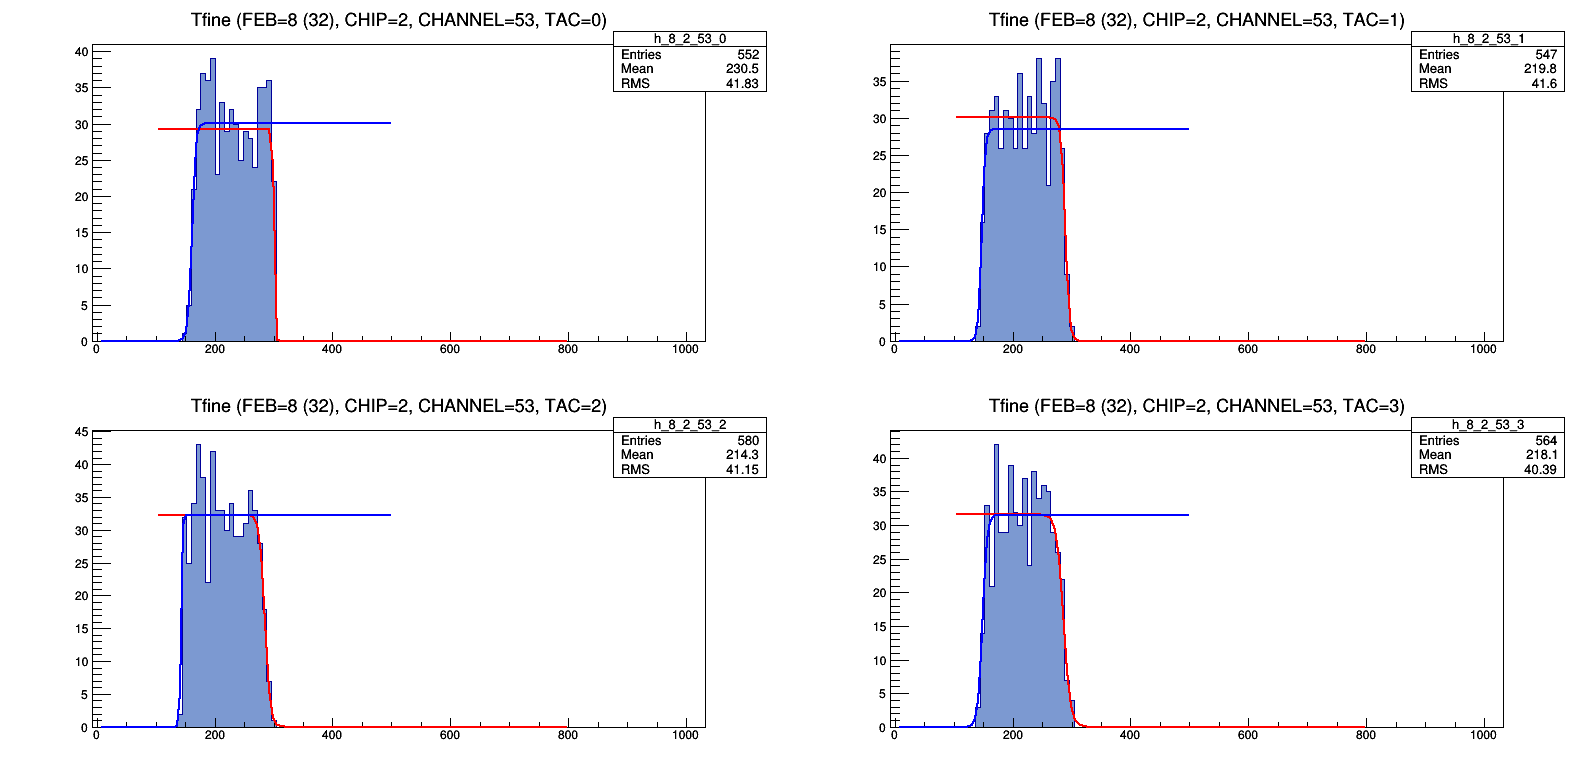 Tfine (FEB=8 (32), CHIP=2, CHANNEL=53, TAC=0)
h_8_2_53_0
Entries 552
Mean 230.5
RMS 41.83
40
35
30
25
20
15
10
5
0
0 200 400 600 800 1000
Tfine (FEB=8 (32), CHIP=2, CHANNEL=53, TAC=1)
h_8_2_53_1
Entries 547
Mean 219.8
RMS 41.6
35
30
25
20
15
10
5
0
0 200 400 600 800 1000
Tfine (FEB=8 (32), CHIP=2, CHANNEL=53, TAC=2)
h_8_2_53_2
Entries 580
Mean 214.3
RMS 41.15
45
40
35
30
25
20
15
10
5
0
0 200 400 600 800 1000
Tfine (FEB=8 (32), CHIP=2, CHANNEL=53, TAC=3)
h_8_2_53_3
Entries 564
Mean 218.1
RMS 40.39
40
35
30
25
20
15
10
5
0
0 200 400 600 800 1000